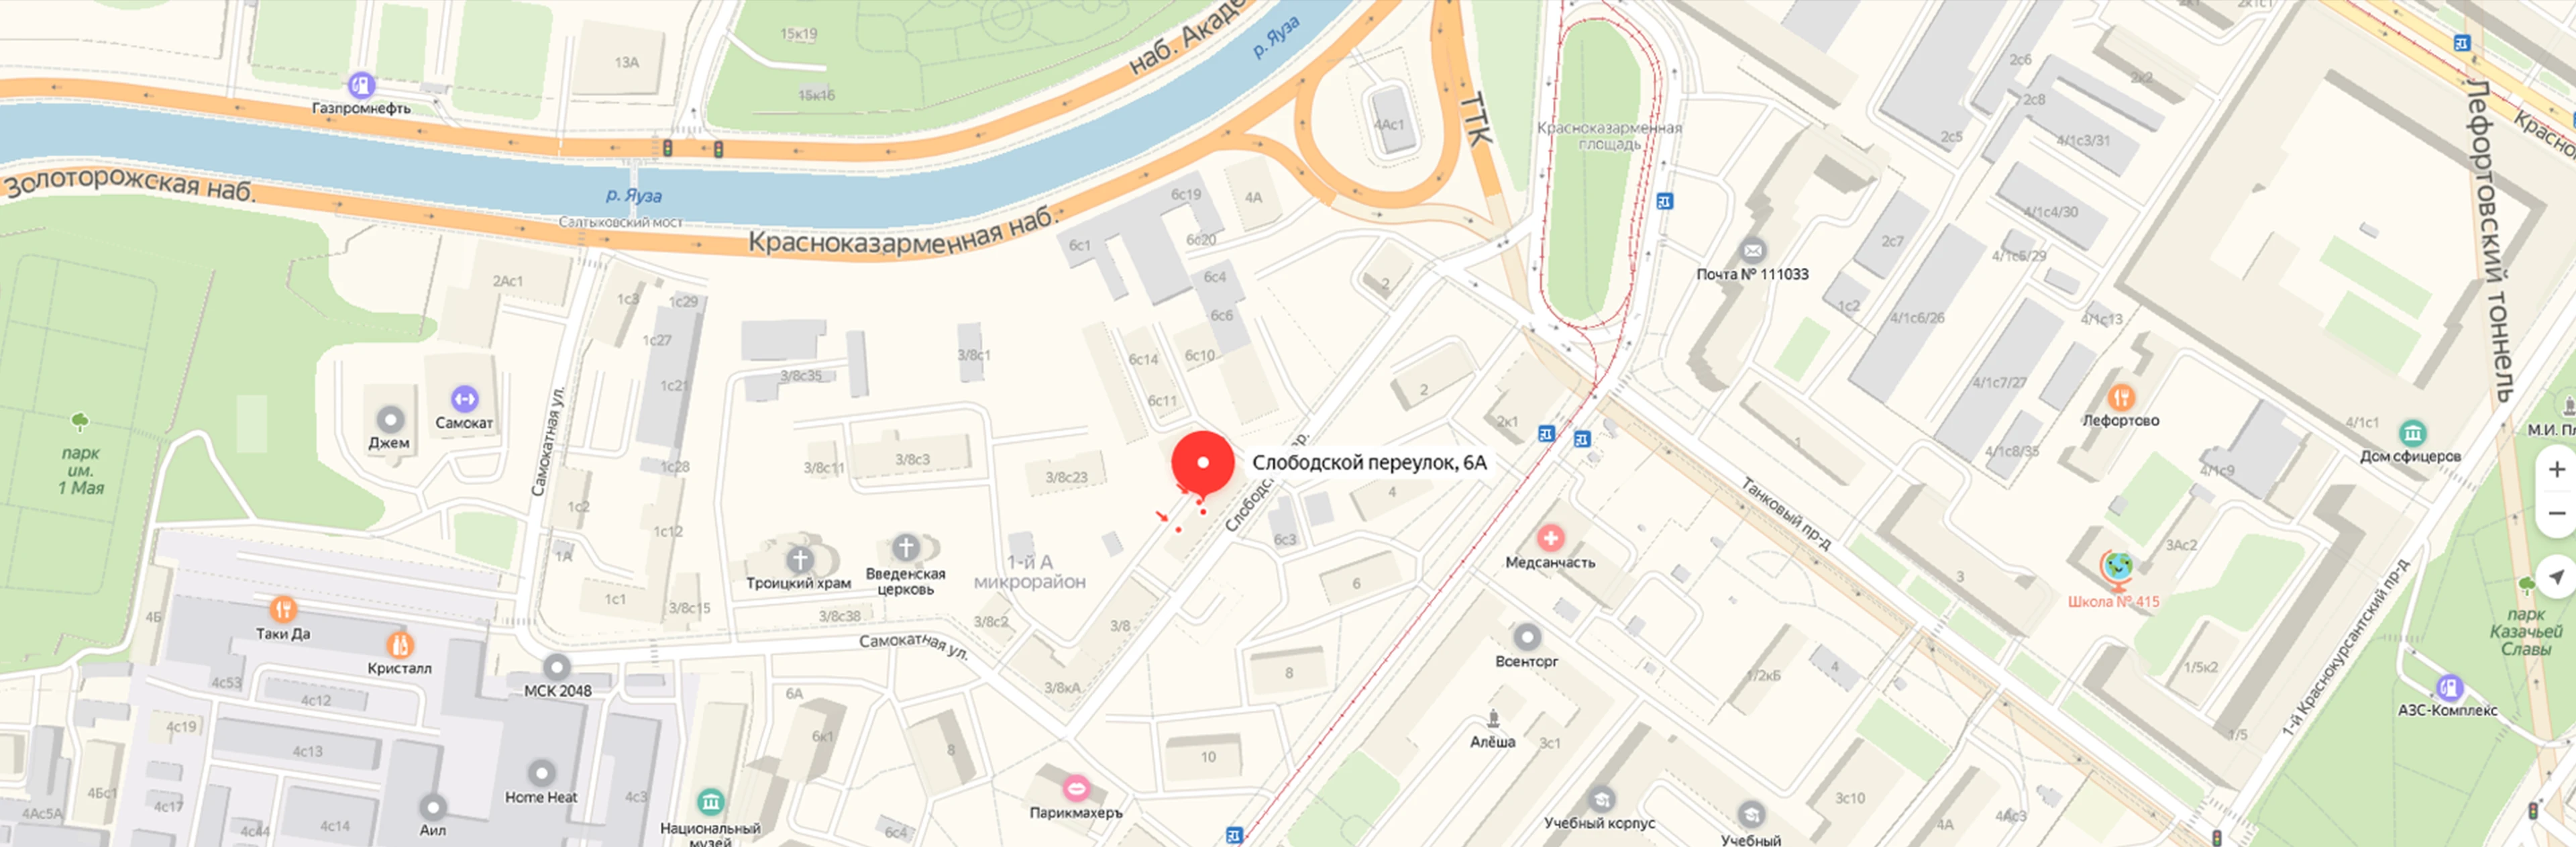 15к19
2к1с1
наб. Акаде
р. Яуза
13А
2с6
2к2
Газпромнефть
15к16
2с8
ТТК
4Ас1
Красноказарменная
площадь
2с5
4/1с3/31
Лефортовский тоннель
Красно
Золоторожская наб.
р. Яуза
Салтыковский мост
6с19
4А
4/1с4/30
Красноказарменная наб.
6с1
6с20
2с7
4/1с5/29
Почта № 111033
2Ас1
6с4
2
1с3
1с29
1с2
6с6
4/1с6/26
4/1с13
1с27
3/8с1
6с14
6с10
3/8с35
1с21
2
4/1с7/27
6с11
Самокат
2к1
Лефортово
4/1с1
М.И. Пл
Джем
Самокатная ул.
1
парк
им.
1 Мая
3/8с11
3/8с3
4/1с8/35
Дом офицеров
Слободской переулок, 6А
1с28
3/8с23
4/1с9
4
Слободс
р.
Танковый пр-д
1с2
1с12
6с3
3Ас2
1А
Медсанчасть
1-й А
микрорайон
Троицкий храм
Введенская
церковь
6
3
Школа № 415
1с1
3/8с15
3/8с38
3/8с2
3/8
парк
Казачьей
Славы
4Б
Таки Да
Самокатная ул.
1-й Краснокурсантский пр-д
Кристалл
Военторг
8
1/2кБ
4
1/5к2
4с53
МСК 2048
6А
3/8кА
4с12
АЗС-Комплекс
4с19
6к1
Алёша
3с1
1/5
4с13
8
10
Home Heat
4с3
4Бс1
4с17
Парикмахеръ
3с10
4Ас5А
4с44
4с14
Аил
Национальный
музей
6с4
Учебный корпус
Учебный
4А
4Ас3